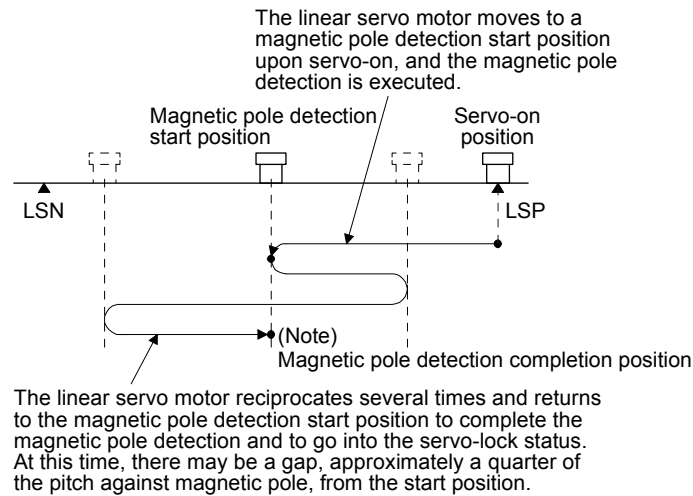 The linear servo motor moves to a
magnetic pole detection start position
upon servo-on, and the magnetic pole
detection is executed.
Magnetic pole detection
start position
Servo-on
position
LSN
LSP
(Note)
Magnetic pole detection completion position
The linear servo motor reciprocates several times and returns
to the magnetic pole detection start position to complete the
magnetic pole detection and to go into the servo-lock status.
At this time, there may be a gap, approximately a quarter of
the pitch against magnetic pole, from the start position.